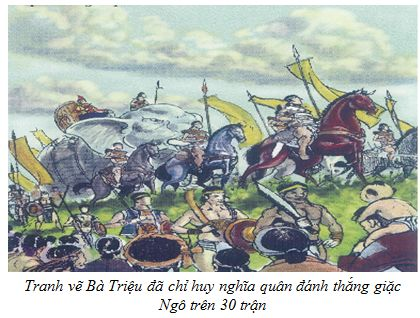 Tranh vẽ Bà Triệu đã chỉ huy nghĩa quân đánh thắng giặc
Ngô trên 30 trận